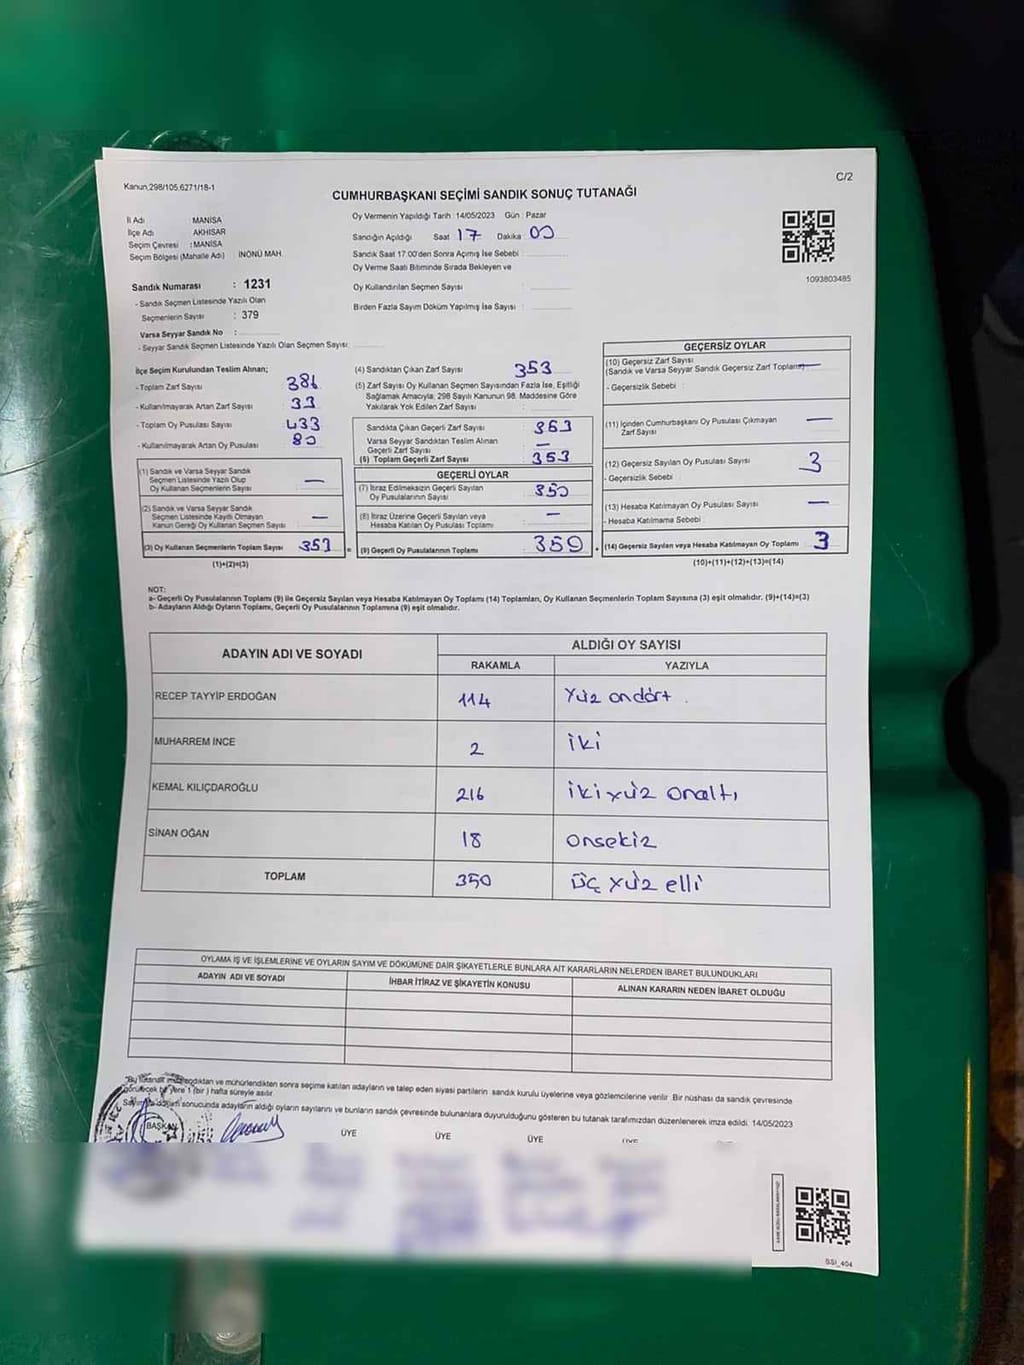 Kanun,298/105,6271/18-1
C/2
CUMHURBAŞKANI SEÇİMİ SANDIK SONUÇ TUTANAĞI
İl Adı MANİSA
İlçe Adı AKHİSAR
Seçim Çevresi : MANİSA
Seçim Bölgesi (Mahalle Adı) İNÖNÜ MAH.
Oy Vermenin Yapıldığı Tarih :14/05/2023 Gün : Pazar
Sandığın Açıldığı Saat 17 Dakika 00
Sandık Saat 17:00'den Sonra Açımış İse Sebebi :
Oy Verme Saati Bitiminde Sırada Bekleyen ve
Oy Kullandırılan Seçmen Sayısı :
Birden Fazla Sayım Döküm Yapılmış İse Sayısı :
1093803485
Sandık Numarası : 1231
- Sandık Seçmen Listesinde Yazılı Olan
Seçmenlerin Sayısı : 379
Varsa Seyyar Sandık No :
- Seyyar Sandık Seçmen Listesinde Yazılı Olan Seçmen Sayısı:
İlçe Seçim Kurulundan Teslim Alınan;
- Toplam Zarf Sayısı 386
- Kullanılmayarak Artan Zarf Sayısı 33
- Toplam Oy Pusulası Sayısı 433
- Kullanılmayarak Artan Oy Pusulası 80
(1) Sandık ve Varsa Seyyar Sandık
Seçmen Listesinde Yazılı Olup
Oy Kullanan Seçmenlerin Sayısı —
(2) Sandık ve Varsa Seyyar Sandık
Seçmen Listesinde Kayıtlı Olmayan
Kanun Gereği Oy Kullanan Seçmen Sayısı —
(3) Oy Kullanan Seçmenlerin Toplam Sayısı 353 =
(1)+(2)=(3)
(4) Sandıktan Çıkan Zarf Sayısı 353
(5) Zarf Sayısı Oy Kullanan Seçmen Sayısından Fazla İse, Eşitliği
Sağlamak Amacıyla; 298 Sayılı Kanunun 98. Maddesine Göre
Yakılarak Yok Edilen Zarf Sayısı :
Sandıkta Çıkan Geçerli Zarf Sayısı 353
Varsa Seyyar Sandıktan Teslim Alınan
Geçerli Zarf Sayısı —
(6) Toplam Geçerli Zarf Sayısı 353
GEÇERLİ OYLAR
(7) İtiraz Edilmeksizin Geçerli Sayılan
Oy Pusulalarının Sayısı 350
(8) İtiraz Üzerine Geçerli Sayılan veya
Hesaba Katılan Oy Pusulası Toplamı —
(9) Geçerli Oy Pusulalarının Toplamı 350 +
GEÇERSİZ OYLAR
(10) Geçersiz Zarf Sayısı
(Sandık ve Varsa Seyyar Sandık Geçersiz Zarf Toplamı) —
- Geçersizlik Sebebi :
(11) İçinden Cumhurbaşkanı Oy Pusulası Çıkmayan
Zarf Sayısı —
(12) Geçersiz Sayılan Oy Pusulası Sayısı 3
- Geçersizlik Sebebi :
(13) Hesaba Katılmayan Oy Pusulası Sayısı —
- Hesaba Katılmama Sebebi :
(14) Geçersiz Sayılan veya Hesaba Katılmayan Oy Toplamı 3
(10)+(11)+(12)+(13)=(14)
NOT:
a- Geçerli Oy Pusulalarının Toplamı (9) ile Geçersiz Sayılan veya Hesaba Katılmayan Oy Toplamı (14) Toplamları, Oy Kullanan Seçmenlerin Toplam Sayısına (3) eşit olmalıdır. (9)+(14)=(3)
b- Adayların Aldığı Oyların Toplamı, Geçerli Oy Pusulalarının Toplamına (9) eşit olmalıdır.
ADAYIN ADI VE SOYADI ALDIĞI OY SAYISI
RAKAMLA YAZIYLA
RECEP TAYYİP ERDOĞAN 114 Yüz ondört
MUHARREM İNCE 2 iki
KEMAL KILIÇDAROĞLU 216 ikiyüz onaltı
SİNAN OĞAN 18 onsekiz
TOPLAM 350 üç yüz elli
OYLAMA İŞ VE İŞLEMLERİNE VE OYLARIN SAYIM VE DÖKÜMÜNE DAİR ŞİKAYETLERLE BUNLARA AİT KARARLARIN NELERDEN İBARET BULUNDUKLARI
ADAYIN ADI VE SOYADI İHBAR İTİRAZ VE ŞİKAYETİN KONUSU ALINAN KARARIN NEDEN İBARET OLDUĞU
Bu tutanak imzalandıktan ve mühürlendikten sonra seçime katılan adayların ve talep eden siyasi partilerin sandık kurulu üyelerine veya gözlemcilerine verilir. Bir nüshası da sandık çevresinde
görülecek bir yere 1 (bir) hafta süreyle asılır.
sonucunda adayların aldığı oyların sayılarını ve bunların sandık çevresinde bulunanlara duyurulduğunu gösteren bu tutanak tarafımızdan düzenlenerek imza edildi. 14/05/2023
BAŞKAN ÜYE ÜYE ÜYE ÜYE
SSI_404